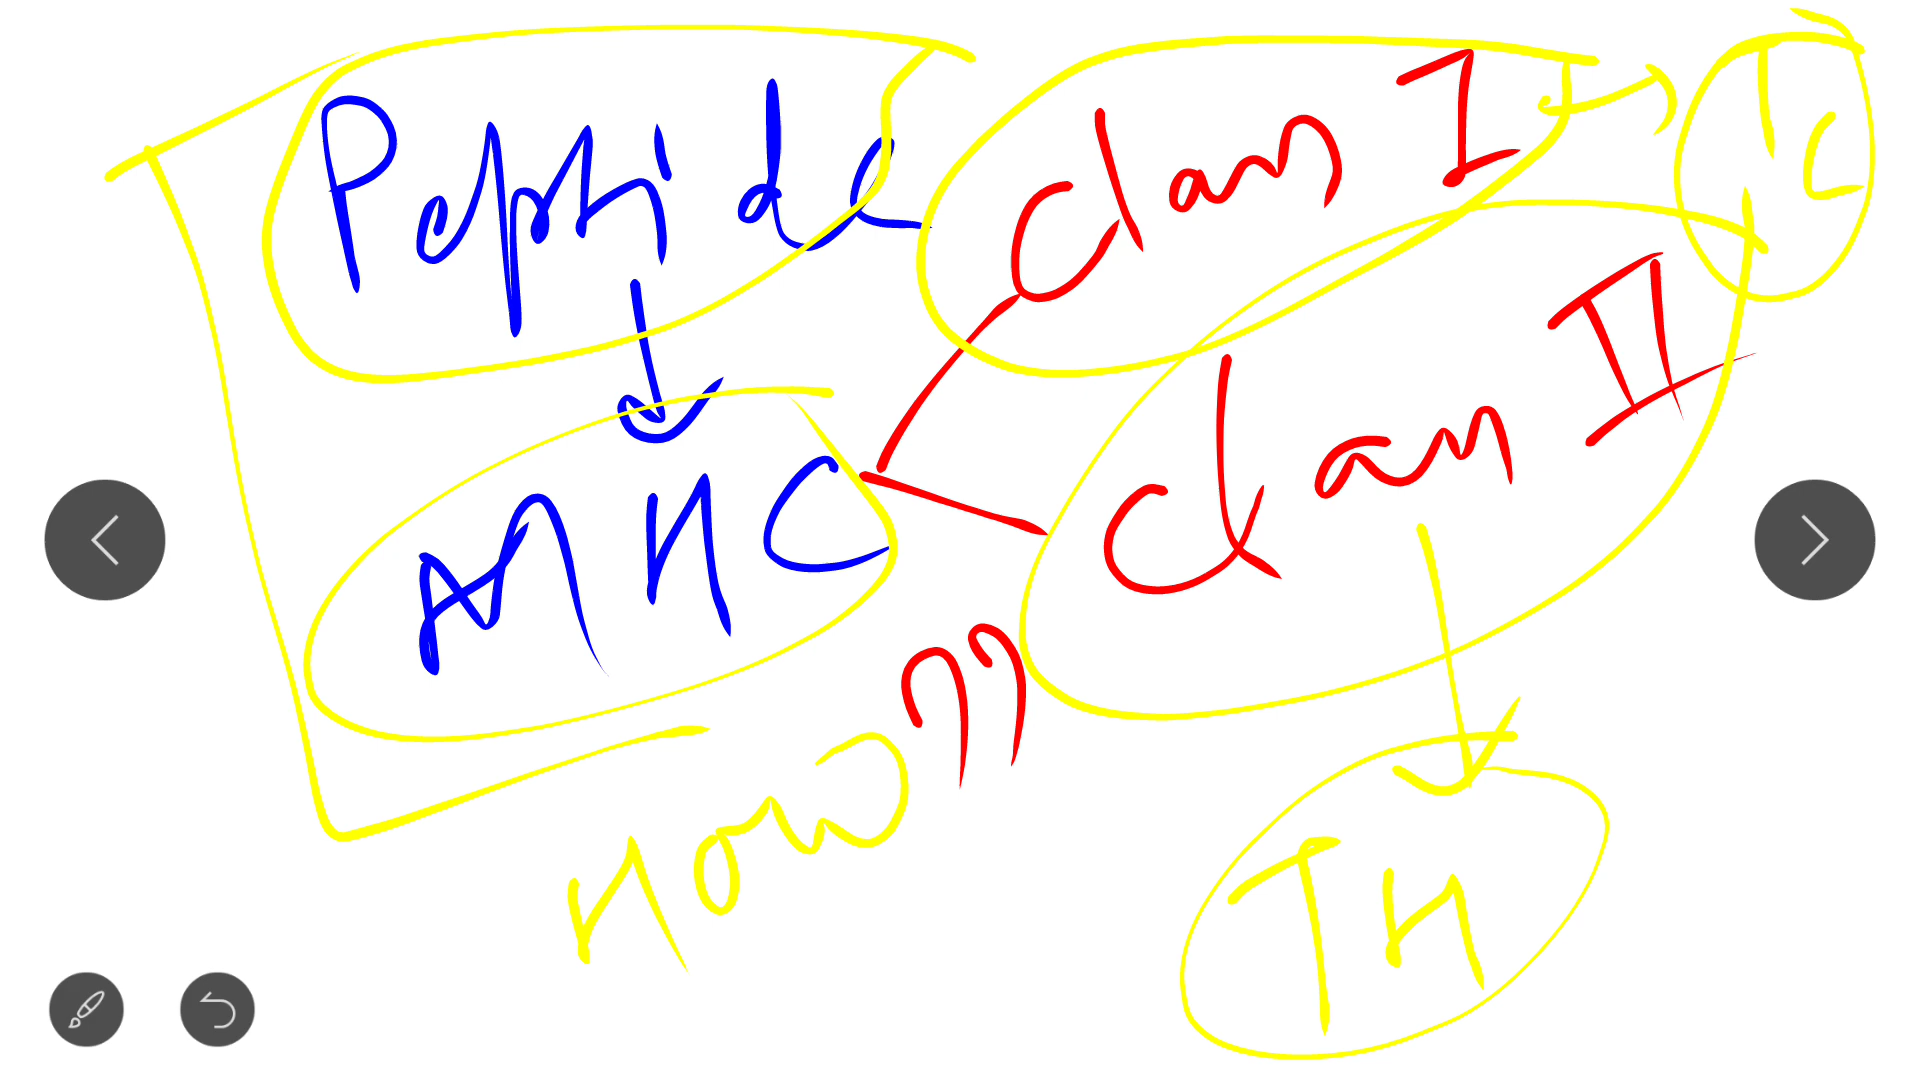 Peptide
class I
Tc
MHC
class II
How
TH